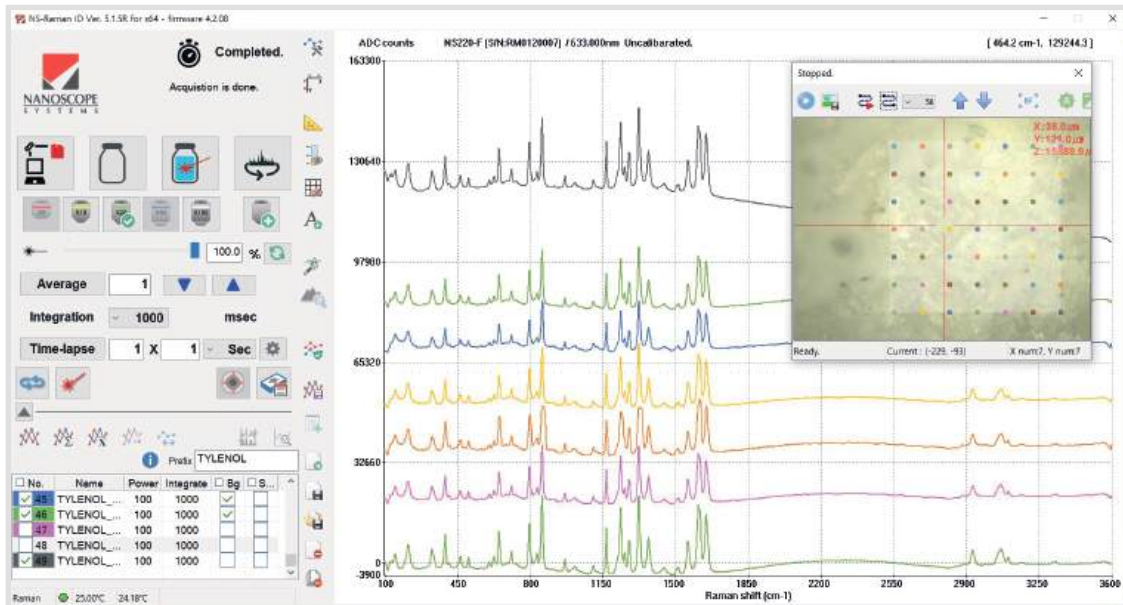 NS-Raman ID Ver. 5.1.5R for x64 - firmware 4.2.08
NANOSCOPE
SYSTEMS
Completed.
Acquistion is done.
100.0 %
Average 1
Integration 1000 msec
Time-lapse 1 X 1 Sec
Prefix TYLENOL
No. Name Power Integrate Bg S...
45 TYLENOL_... 100 1000
46 TYLENOL_... 100 1000
47 TYLENOL_... 100 1000
48 TYLENOL_... 100 1000
49 TYLENOL_... 100 1000
Raman 25.00℃ 24.18℃
ADC counts NS220-F (S/N:RM0120007) /633.000nm Uncalibarated. [ 464.2 cm-1, 129244.3 ]
163300
130640
97980
65320
32660
0
-3900
100 450 800 1150 1500 1850 2200 2550 2900 3250 3600
Raman shift (cm-1)
Stopped.
Ready. Current : (-229, -93) X num:7, Y num:7